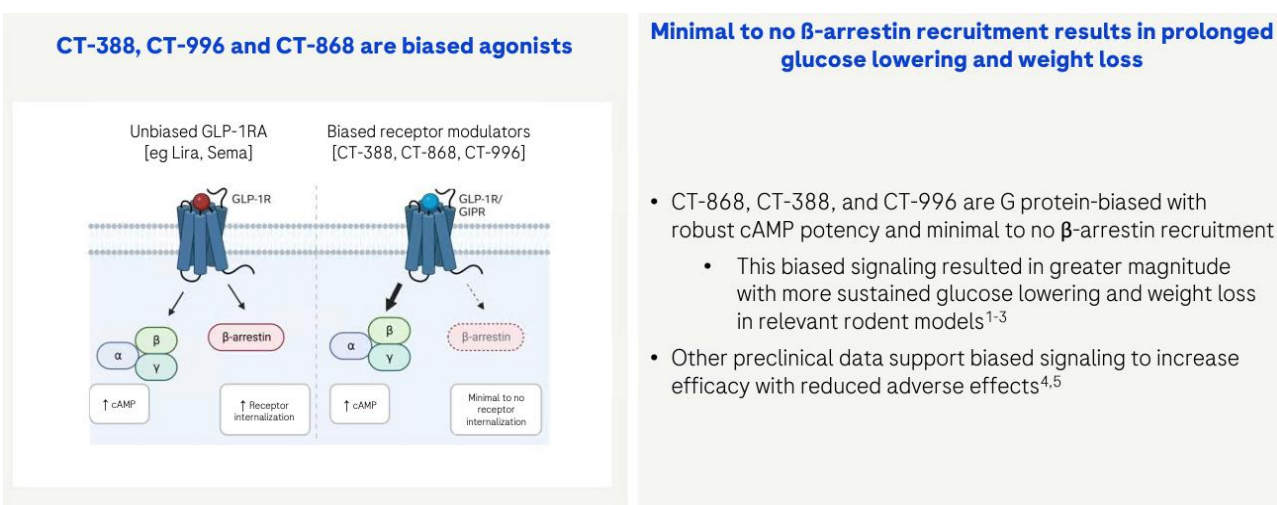 CT-388, CT-996 and CT-868 are biased agonists
Unbiased GLP-1RA
[eg Lira, Sema]
Biased receptor modulators
[CT-388, CT-868, CT-996]
GLP-1R
GLP-1R/
GIPR
α
β
γ
β-arrestin
α
β
γ
β-arrestin
↑ cAMP
↑ Receptor
internalization
↑ cAMP
Minimal to no
receptor
internalization
Minimal to no ß-arrestin recruitment results in prolonged
glucose lowering and weight loss
• CT-868, CT-388, and CT-996 are G protein-biased with
robust cAMP potency and minimal to no β-arrestin recruitment
• This biased signaling resulted in greater magnitude
with more sustained glucose lowering and weight loss
in relevant rodent models1-3
• Other preclinical data support biased signaling to increase
efficacy with reduced adverse effects4,5